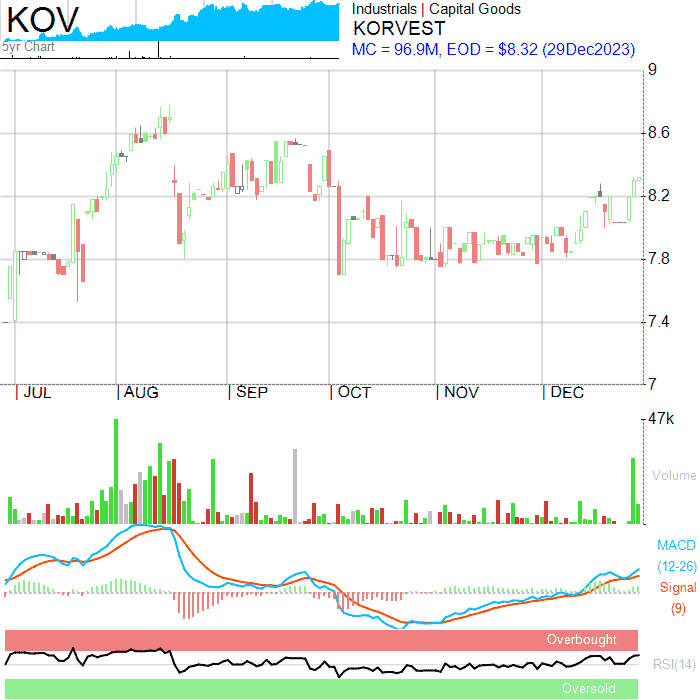 KOV
5yr Chart
Industrials | Capital Goods
KORVEST
MC = 96.9M, EOD = $8.32 (29Dec2023)
9
8.6
8.2
7.8
7.4
7
JUL
AUG
SEP
OCT
NOV
DEC
47k
Volume
MACD
(12-26)
Signal
(9)
Overbought
RSI(14)
Oversold